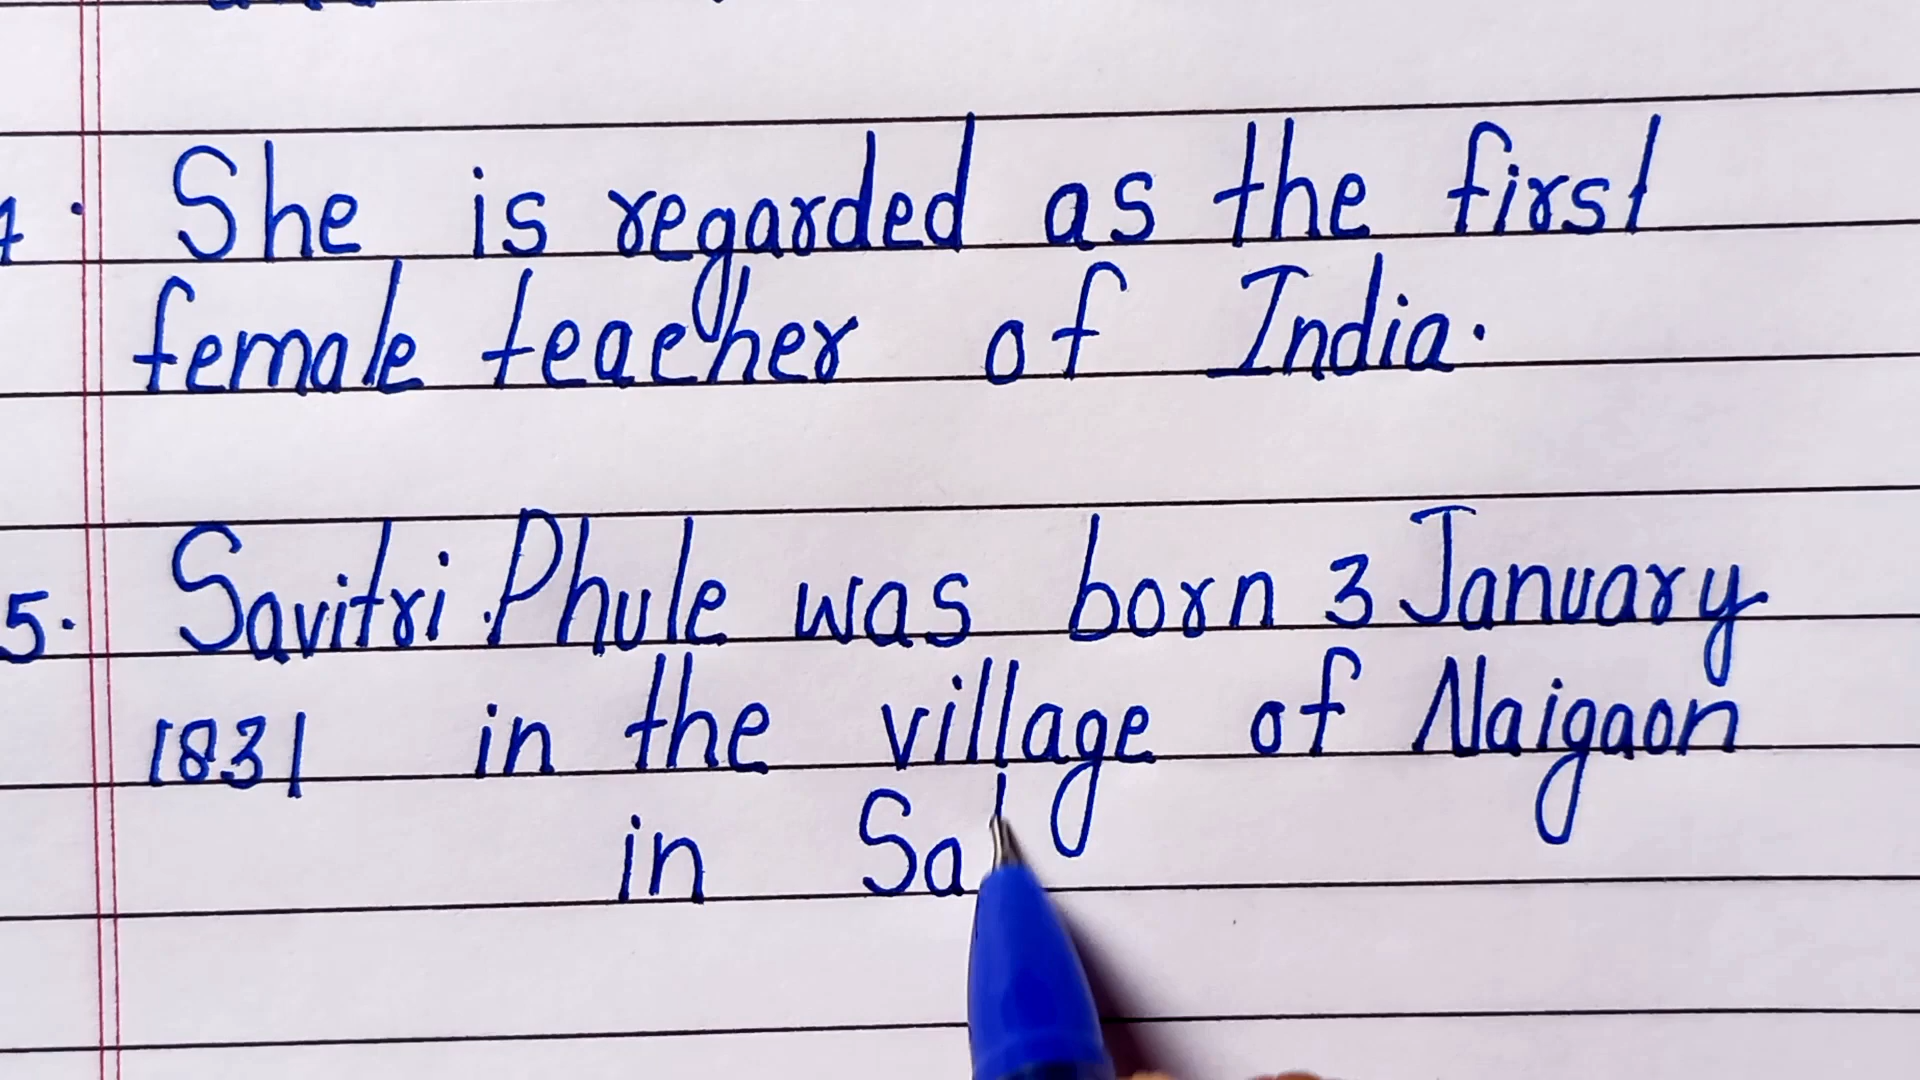 4. She is regarded as the first
female teacher of India.
5. Savitri Phule was born 3 January
1831 in the village of Naigaon
in Sa